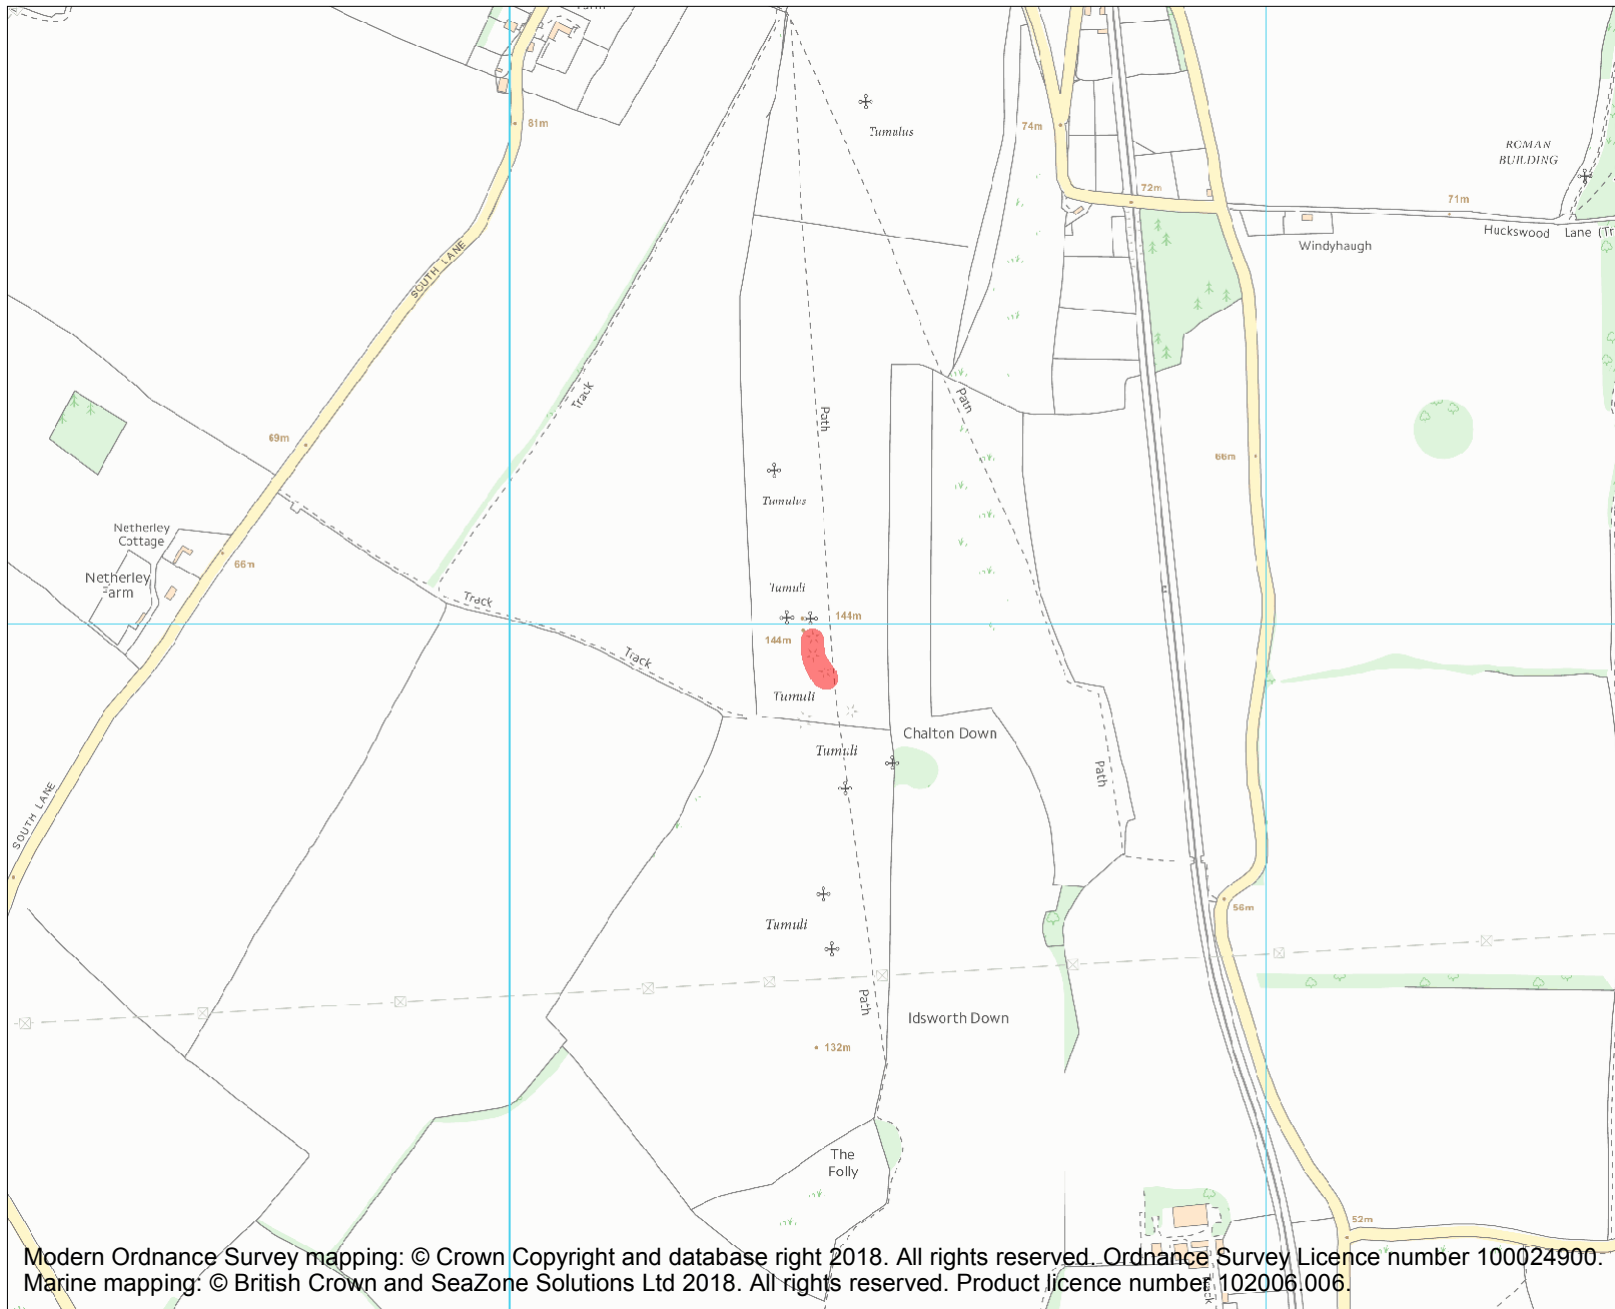 81m
Tumulus
74m
ROMAN
BUILDING
72m
71m
Huckswood Lane (Tr
Windyhaugh
SOUTH LANE
Track
Path
Path
69m
66m
Tumulus
Netherley
Cottage
66m
Netherley
Farm
Tumuli
Track
144m
144m
Track
Tumuli
Chalton Down
Tumuli
Path
SOUTH LANE
56m
Tumuli
Path
Idsworth Down
132m
The
Folly
52m
Modern Ordnance Survey mapping: © Crown Copyright and database right 2018. All rights reserved. Ordnance Survey Licence number 100024900.
Marine mapping: © British Crown and SeaZone Solutions Ltd 2018. All rights reserved. Product licence number 102006.006.